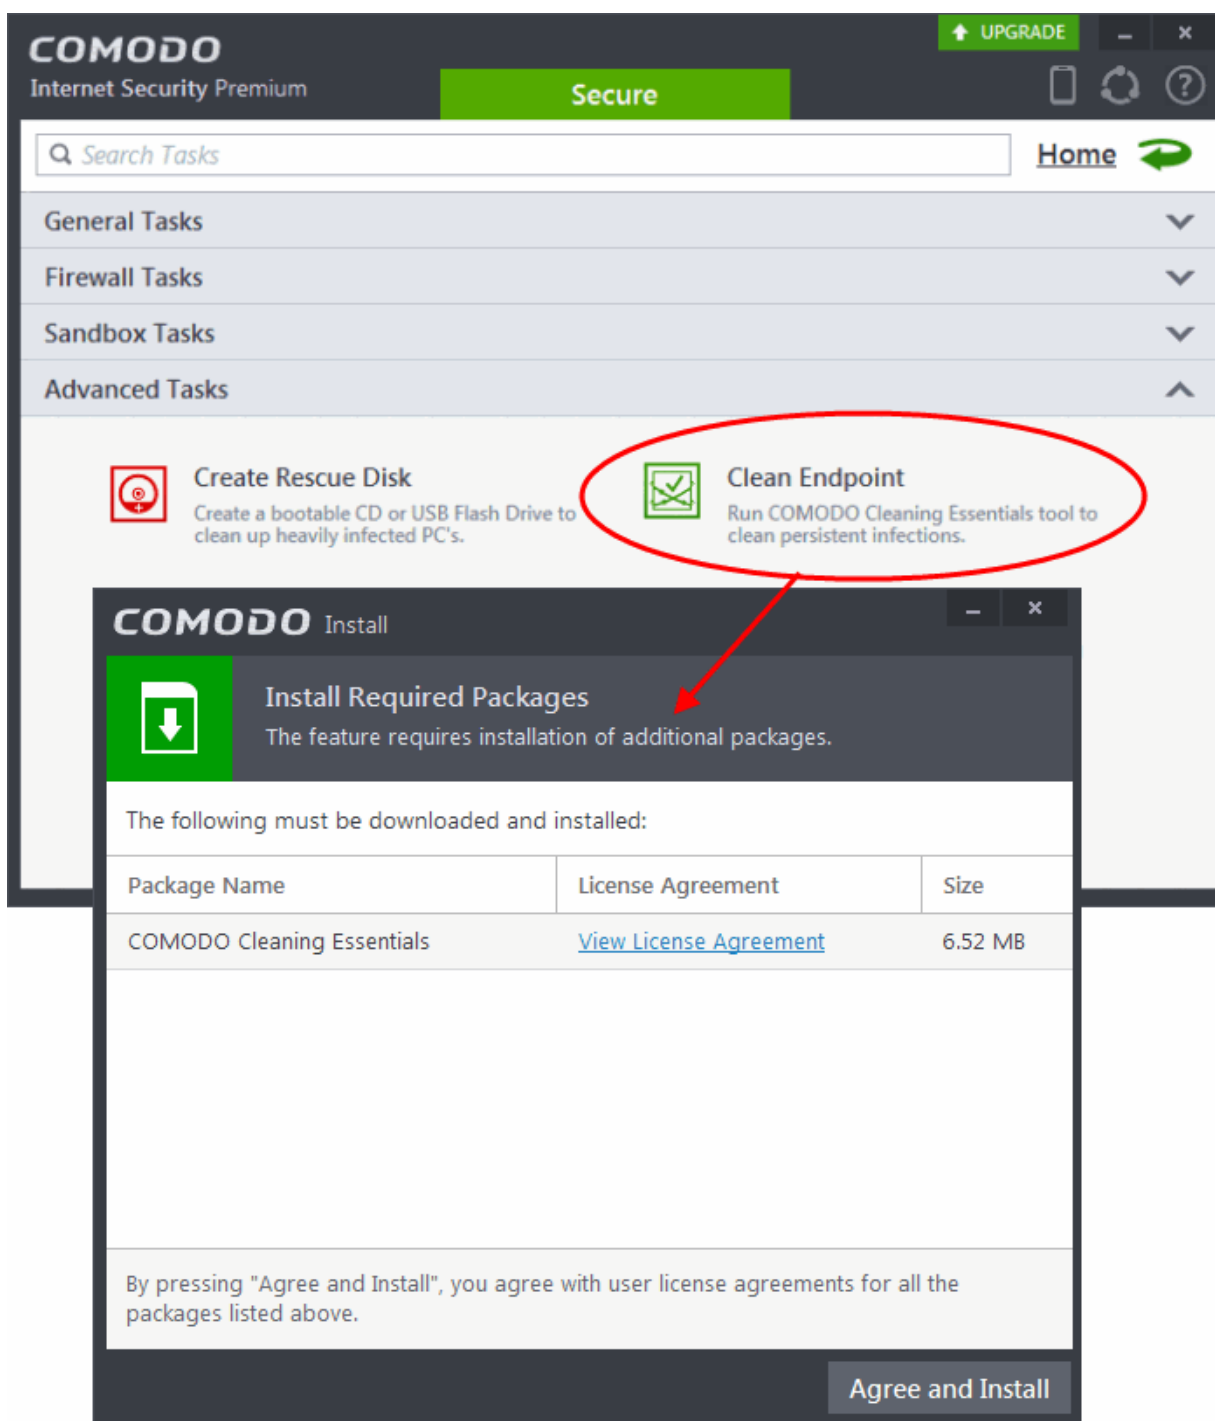 UPGRADE
COMODO
Internet Security Premium
Secure
Search Tasks
Home
General Tasks
Firewall Tasks
Sandbox Tasks
Advanced Tasks
Create Rescue Disk
Create a bootable CD or USB Flash Drive to
clean up heavily infected PC's.
Clean Endpoint
Run COMODO Cleaning Essentials tool to
clean persistent infections.
COMODO Install
Install Required Packages
The feature requires installation of additional packages.
The following must be downloaded and installed:
Package Name License Agreement Size
COMODO Cleaning Essentials View License Agreement 6.52 MB
By pressing "Agree and Install", you agree with user license agreements for all the
packages listed above.
Agree and Install